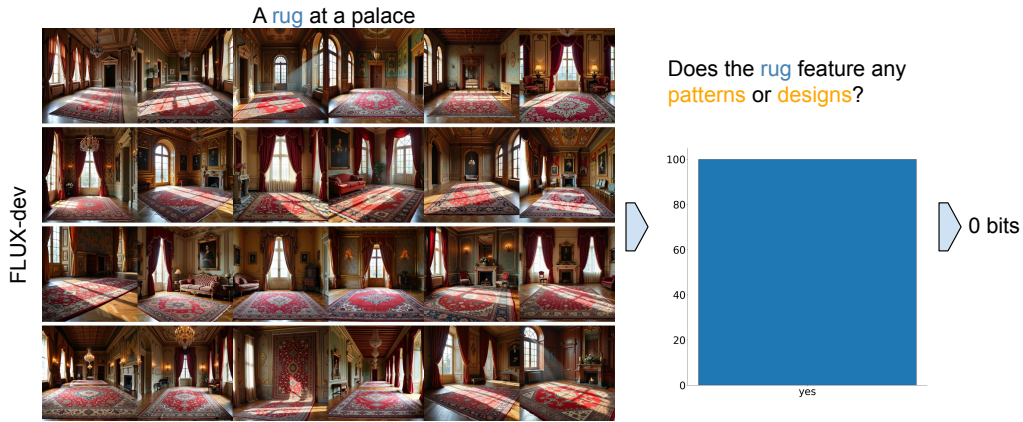 A rug at a palace
FLUX-dev
Does the rug feature any
patterns or designs?
100
80
60
40
20
0
yes
0 bits